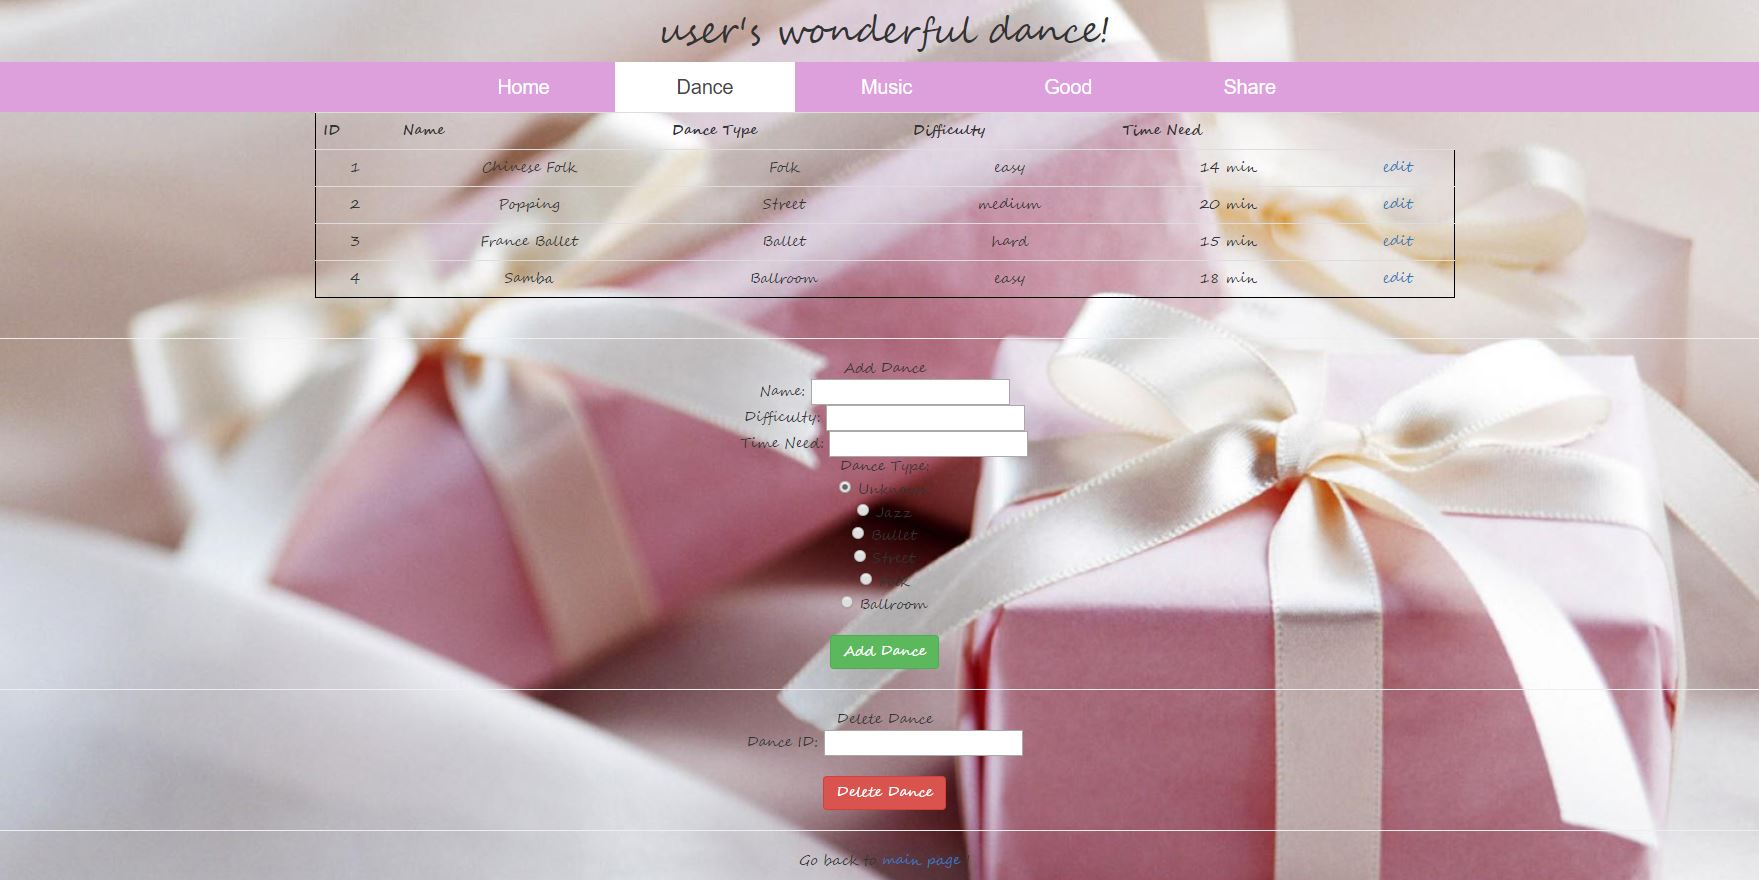 user's wonderful dance!
Home Dance Music Good Share
ID Name Dance Type Difficulty Time Need
1 Chinese Folk Folk easy 14 min edit
2 Popping Street medium 20 min edit
3 France Ballet Ballet hard 15 min edit
4 Samba Ballroom easy 18 min edit
Add Dance
Name:
Difficulty:
Time Need:
Dance Type:
Unknown
Jazz
Bullet
Street
Ballroom
Add Dance
Delete Dance
Dance ID:
Delete Dance
Go back to main page !